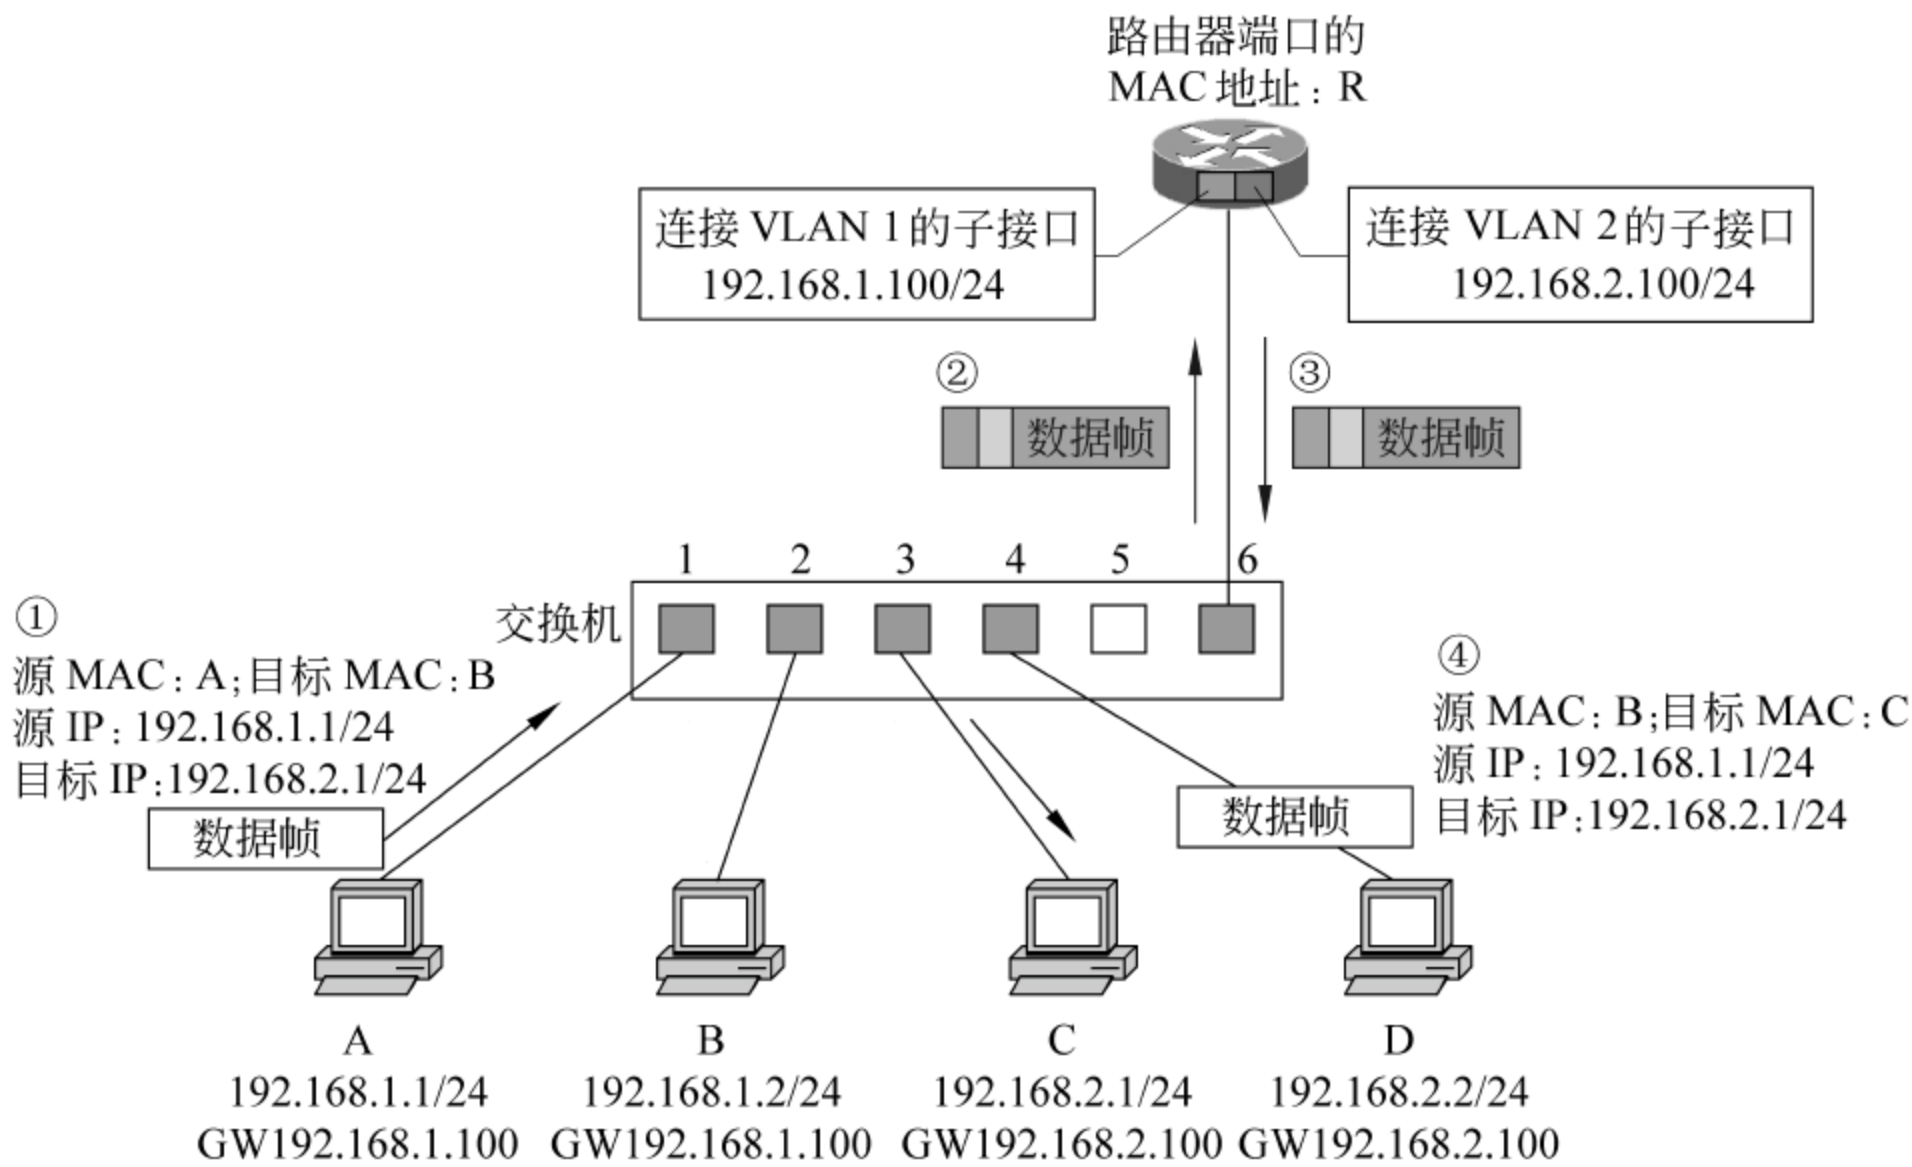 路由器端口的
MAC 地址：R
连接 VLAN 1的子接口
192.168.1.100/24
连接 VLAN 2的子接口
192.168.2.100/24
②
数据帧
③
数据帧
1 2 3 4 5 6
交换机
①
源 MAC：A;目标 MAC：B
源 IP：192.168.1.1/24
目标 IP:192.168.2.1/24
数据帧
④
源 MAC：B;目标 MAC：C
源 IP：192.168.1.1/24
目标 IP:192.168.2.1/24
数据帧
A
192.168.1.1/24
GW192.168.1.100
B
192.168.1.2/24
GW192.168.1.100
C
192.168.2.1/24
GW192.168.2.100
D
192.168.2.2/24
GW192.168.2.100